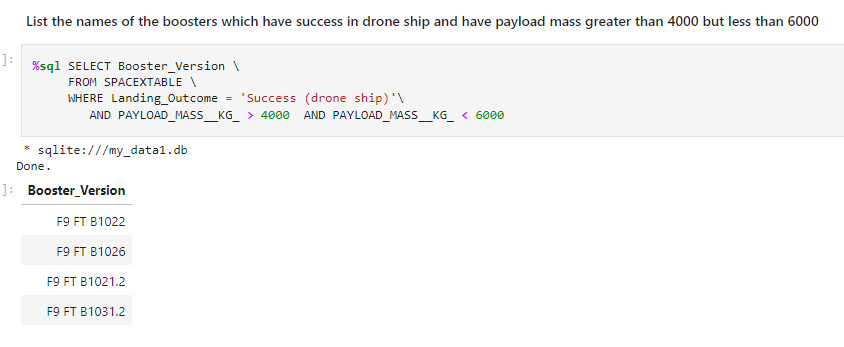 List the names of the boosters which have success in drone ship and have payload mass greater than 4000 but less than 6000
]: %sql SELECT Booster_Version \
FROM SPACEXTABLE \
WHERE Landing_Outcome = 'Success (drone ship)'\
AND PAYLOAD_MASS__KG_ > 4000 AND PAYLOAD_MASS__KG_ < 6000
* sqlite:///my_data1.db
Done.
]: Booster_Version
F9 FT B1022
F9 FT B1026
F9 FT B1021.2
F9 FT B1031.2